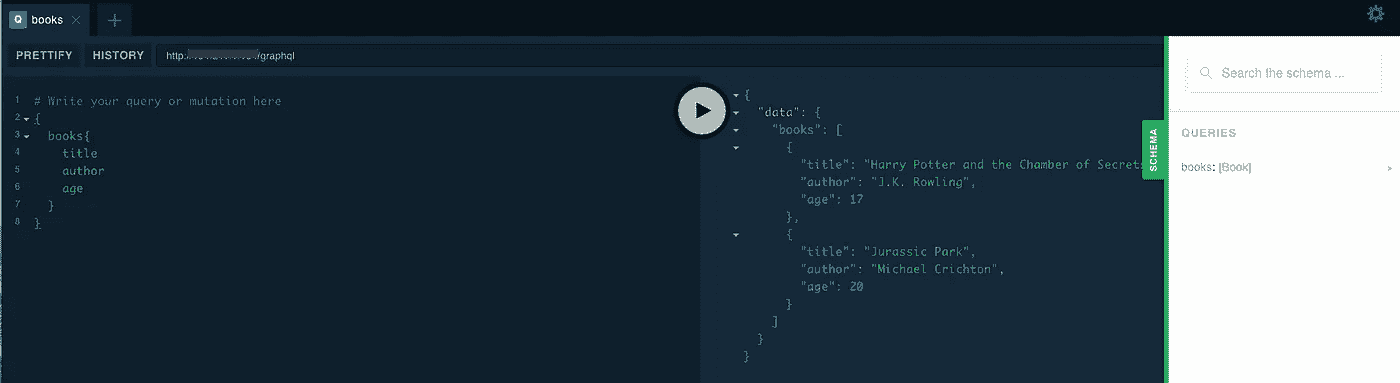 Q books
PRETTIFY HISTORY /graphql
1 # Write your query or mutation here
2 {
3 books{
4 title
5 author
6 age
7 }
8 }
{
"data": {
"books": [
{
"title": "Harry Potter and the Chamber of Secrets
"author": "J.K. Rowling",
"age": 17
},
{
"title": "Jurassic Park",
"author": "Michael Crichton",
"age": 20
}
]
}
}
SCHEMA
Search the schema ...
QUERIES
books: [Book]